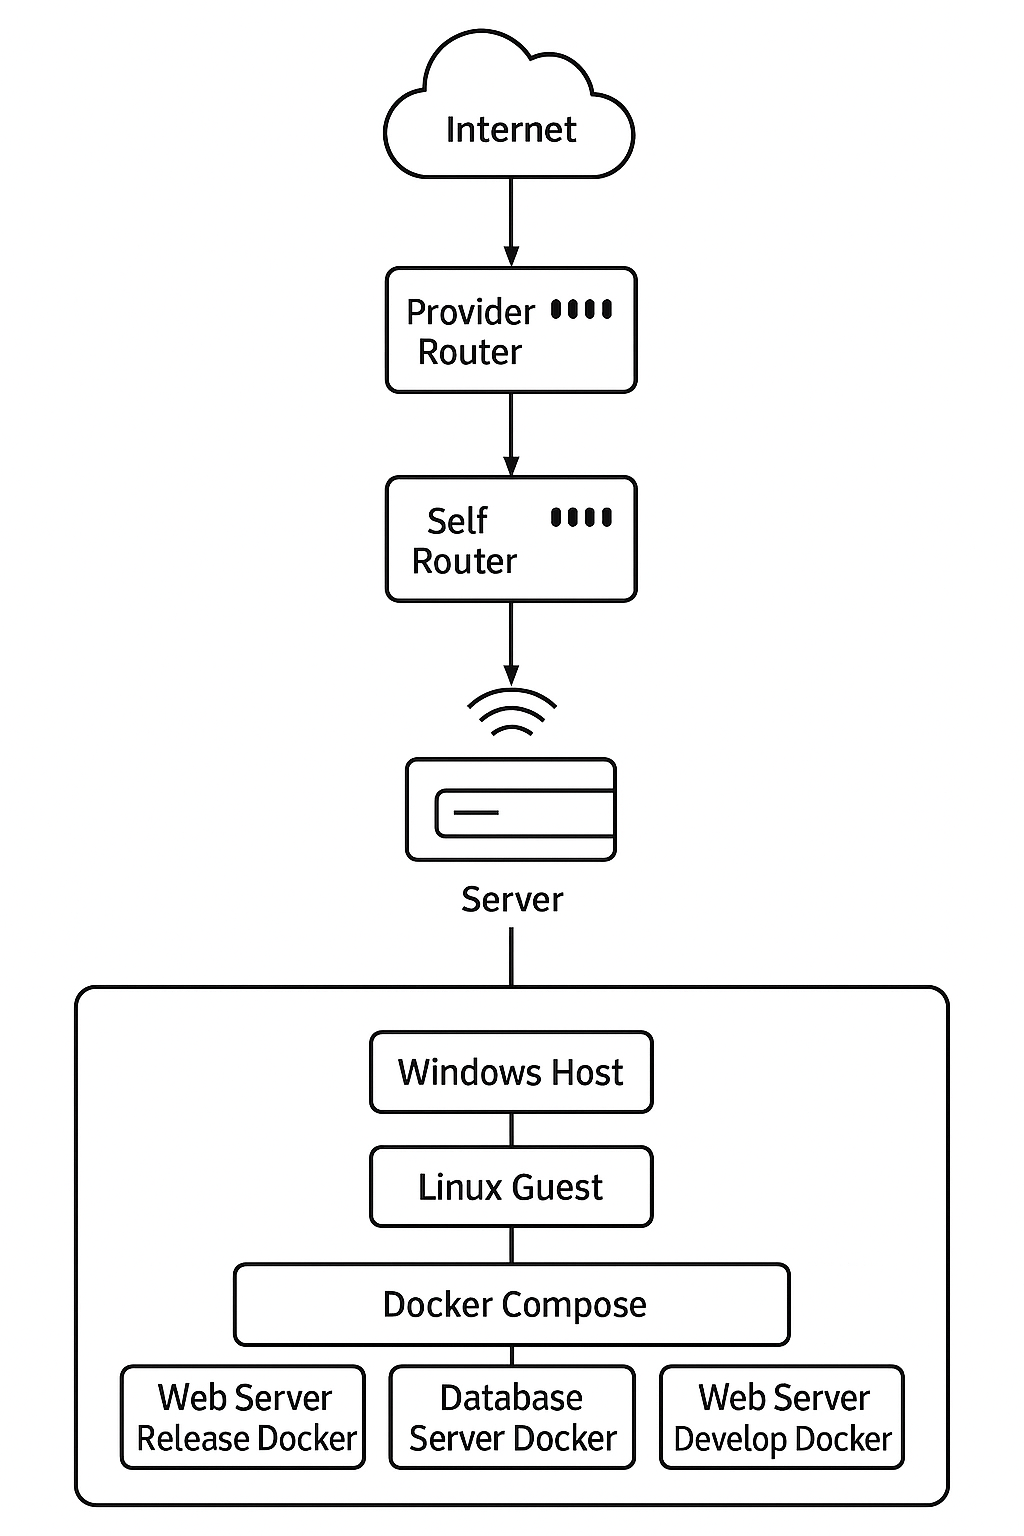 Internet
Provider
Router
Self
Router
Server
Windows Host
Linux Guest
Docker Compose
Web Server
Release Docker
Database
Server Docker
Web Server
Develop Docker